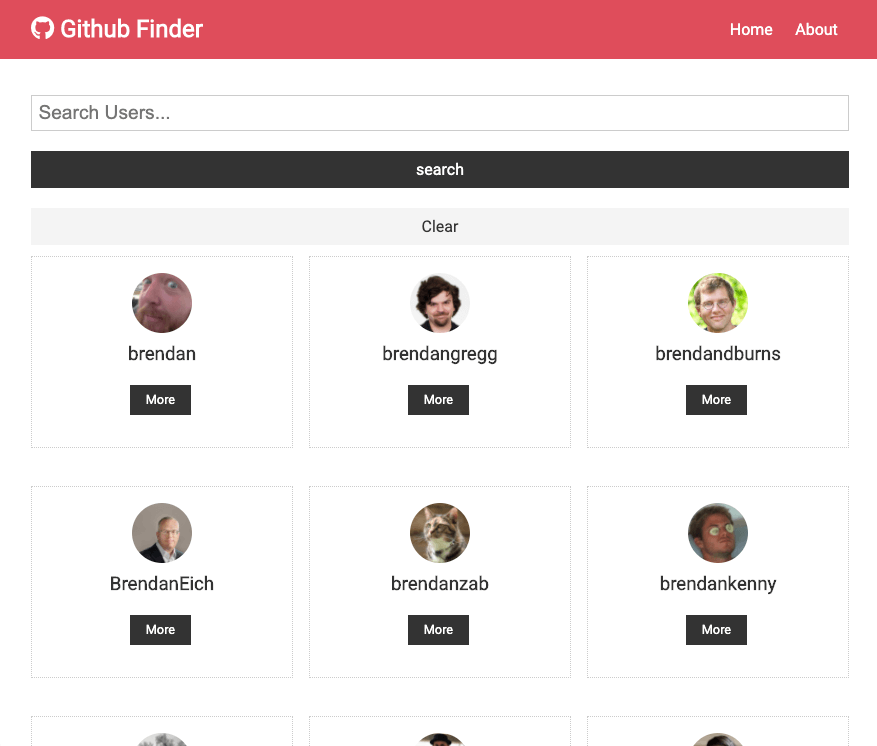 Github Finder
Home About
Search Users...
search
Clear
brendan
brendangregg
brendandburns
More
More
More
BrendanEich
brendanzab
brendankenny
More
More
More